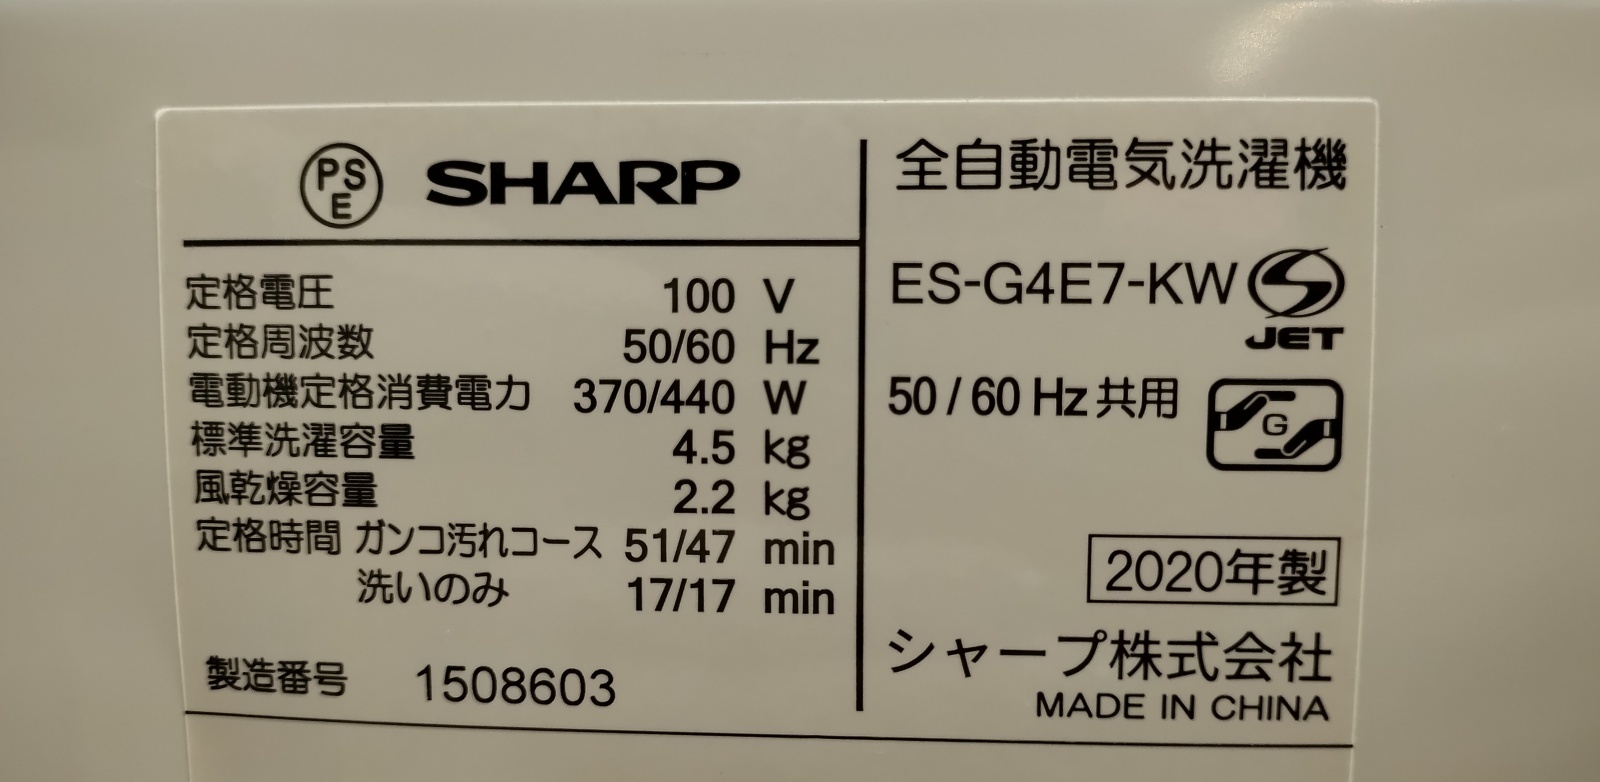 PS
E
SHARP
定格電圧 100 V
定格周波数 50/60 Hz
電動機定格消費電力 370/440 W
標準洗濯容量 4.5 kg
風乾燥容量 2.2 kg
定格時間 ガンコ汚れコース 51/47 min
洗いのみ 17/17 min
製造番号 1508603
全自動電気洗濯機
ES-G4E7-KW
JET
50/60 Hz 共用
G
2020年製
シャープ株式会社
MADE IN CHINA